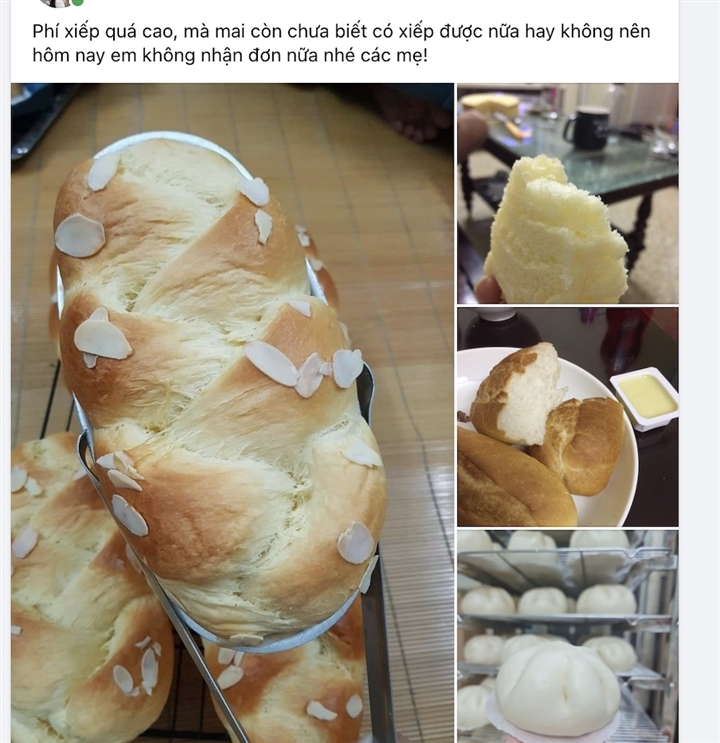 Phí xiếp quá cao, mà mai còn chưa biết có xiếp được nữa hay không nên
hôm nay em không nhận đơn nữa nhé các mẹ!